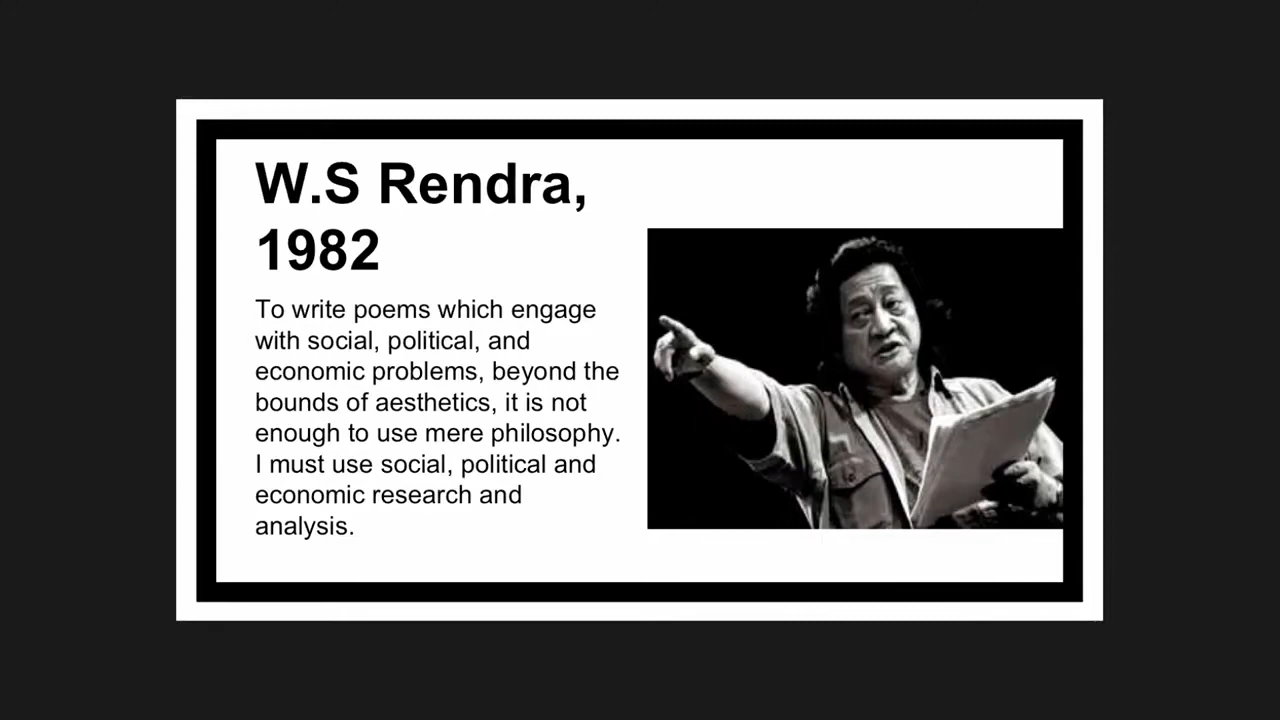 W.S Rendra,
1982
To write poems which engage
with social, political, and
economic problems, beyond the
bounds of aesthetics, it is not
enough to use mere philosophy.
I must use social, political and
economic research and
analysis.